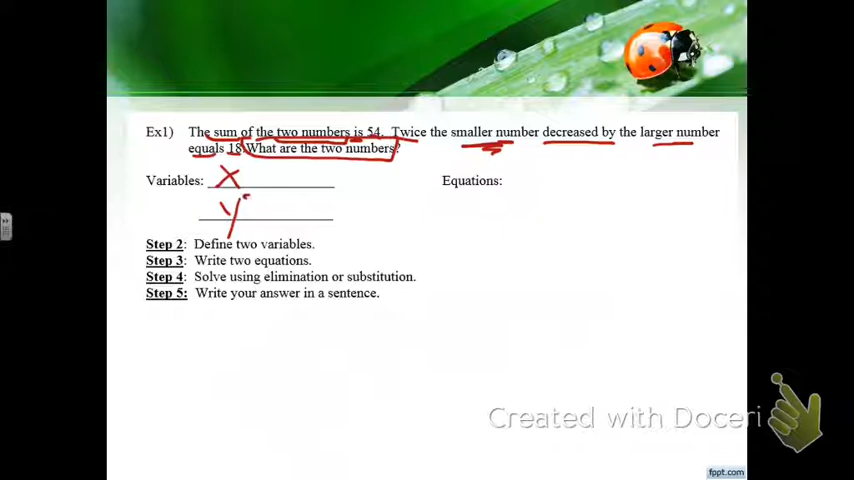 Ex1) The sum of the two numbers is 54. Twice the smaller number decreased by the larger number
equals 18. What are the two numbers?
Variables: X
Equations:
y
Step 2: Define two variables.
Step 3: Write two equations.
Step 4: Solve using elimination or substitution.
Step 5: Write your answer in a sentence.
Created with Doceri
fppt.com